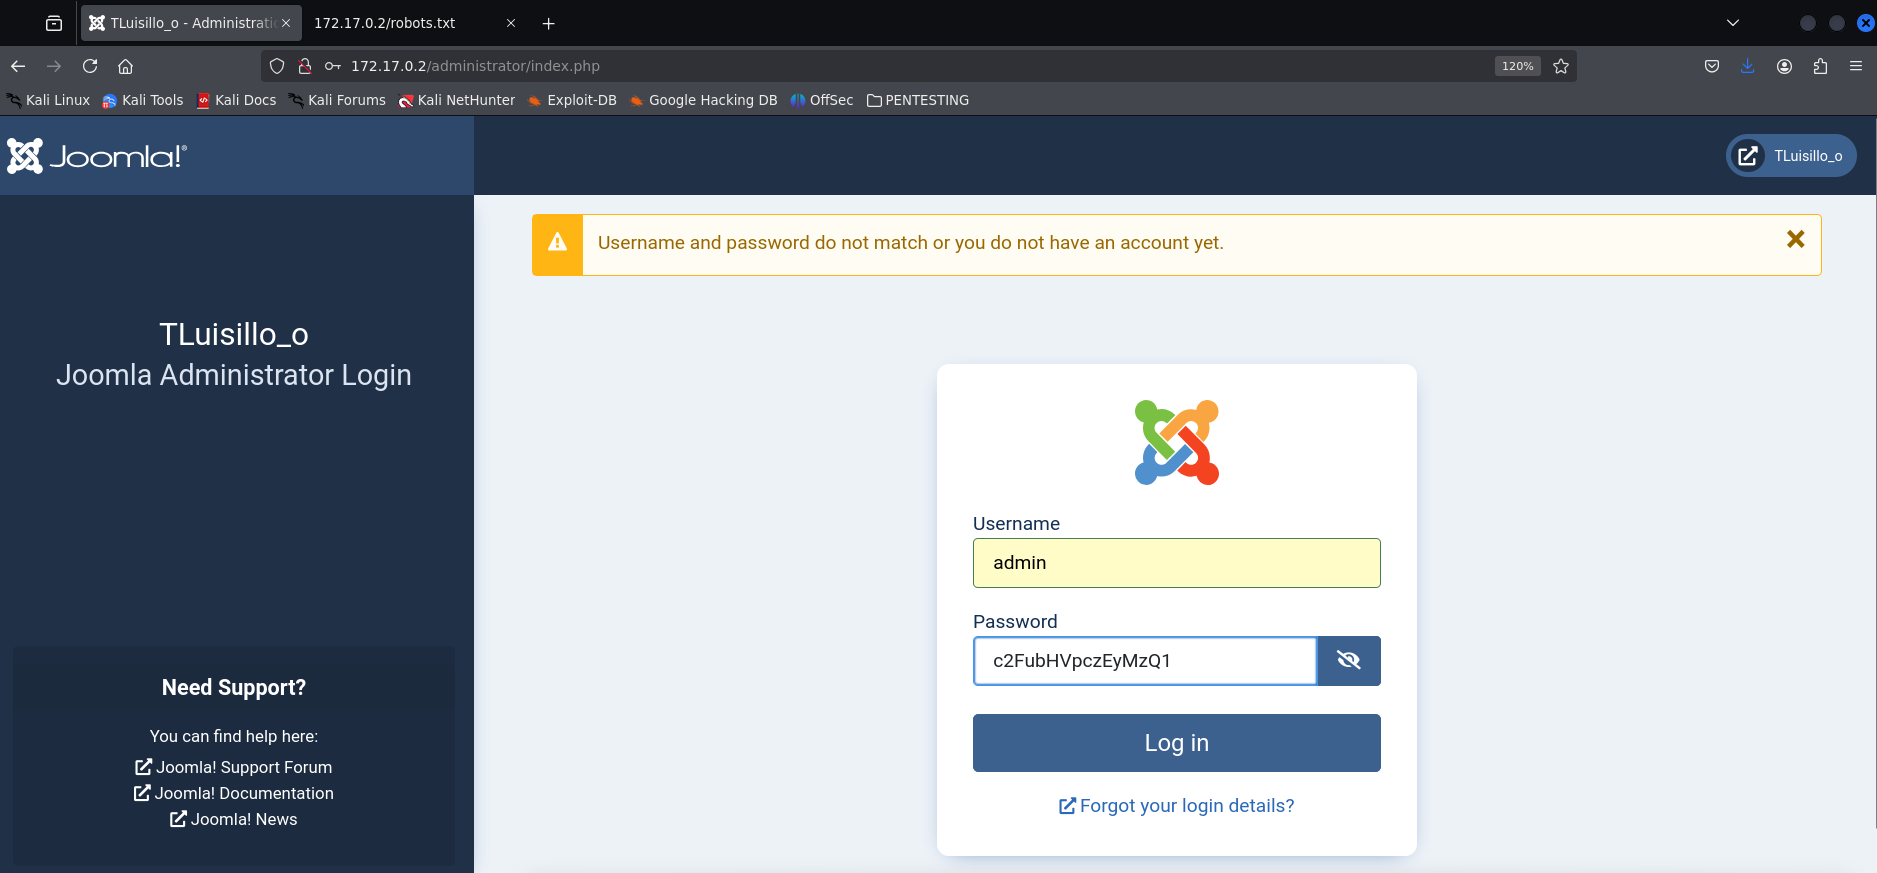 TLuisillo_o - Administratio
172.17.0.2/robots.txt
172.17.0.2/administrator/index.php
120%
Kali Linux
Kali Tools
Kali Docs
Kali Forums
Kali NetHunter
Exploit-DB
Google Hacking DB
OffSec
PENTESTING
Joomla!®
TLuisillo_o
Username and password do not match or you do not have an account yet.
TLuisillo_o
Joomla Administrator Login
Username
admin
Password
c2FubHVpczEyMzQ1
Log in
Forgot your login details?
Need Support?
You can find help here:
Joomla! Support Forum
Joomla! Documentation
Joomla! News